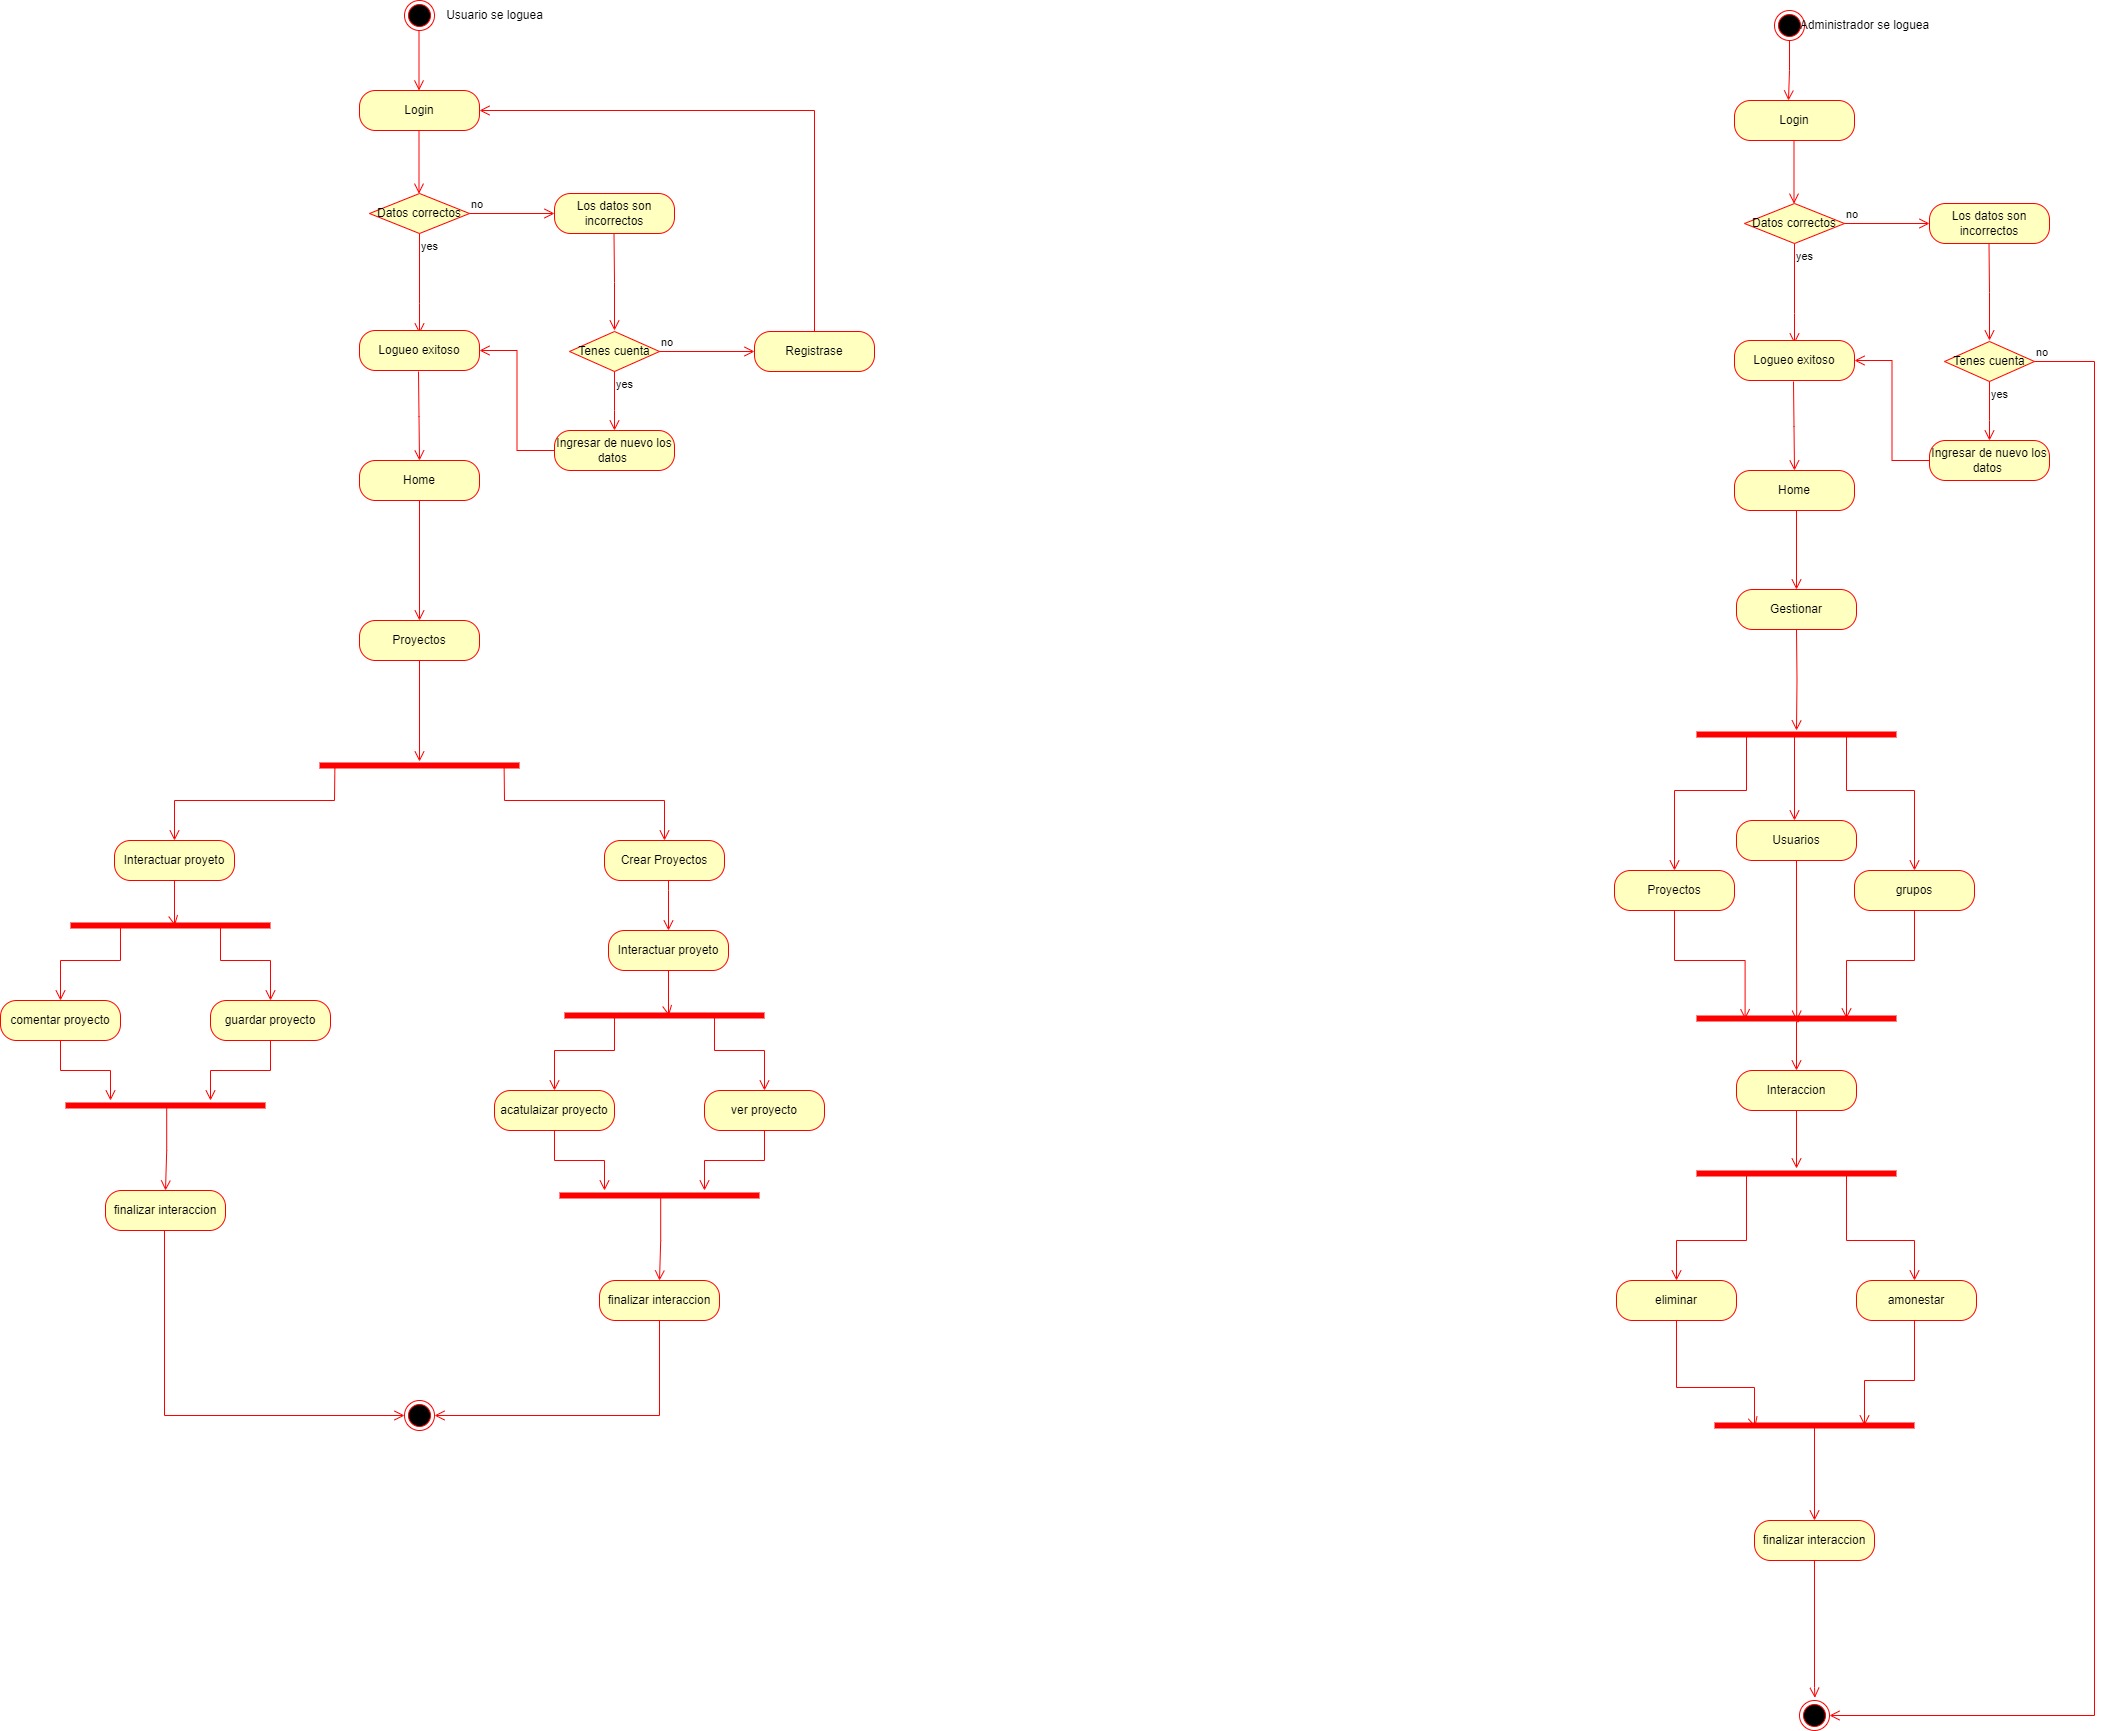 Usuario se loguea
Login
Datos correctos
no
Los datos son
incorrectos
yes
Logueo exitoso
Tenes cuenta
no
Registrase
yes
Ingresar de nuevo los
datos
Home
Proyectos
Interactuar proyeto
Crear Proyectos
Interactuar proyeto
comentar proyecto
guardar proyecto
acatulaizar proyecto
ver proyecto
finalizar interaccion
finalizar interaccion
Administrador se loguea
Login
Datos correctos
no
Los datos son
incorrectos
yes
Logueo exitoso
Tenes cuenta
no
yes
Ingresar de nuevo los
datos
Home
Gestionar
Usuarios
Proyectos
grupos
Interaccion
eliminar
amonestar
finalizar interaccion